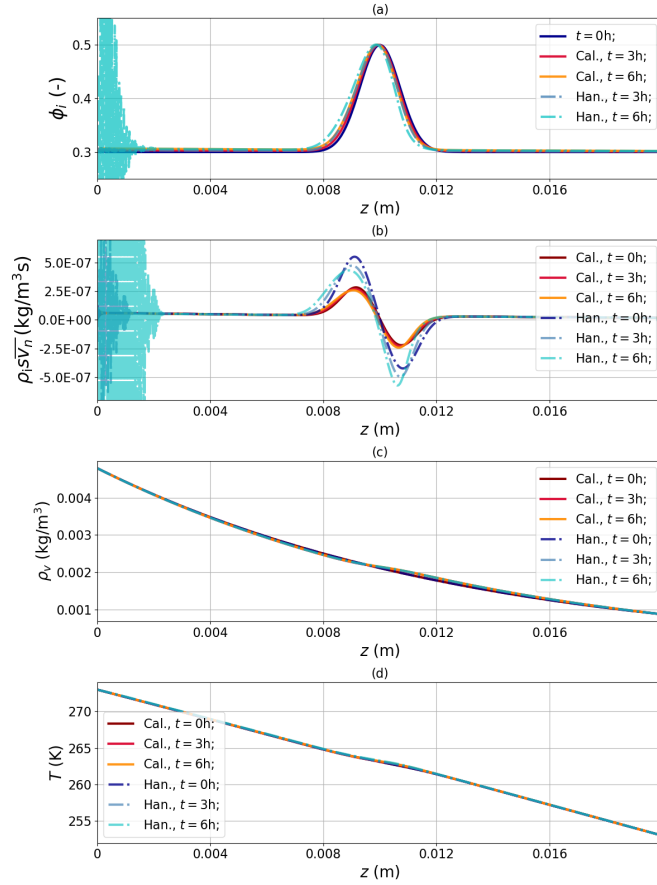 (a)
ϕi (-)
0.5
0.4
0.3
t = 0h;
Cal., t = 3h;
Cal., t = 6h;
Han., t = 3h;
Han., t = 6h;
0 0.004 0.008 0.012 0.016
z (m)
(b)
ρisv̅n(kg/m³s)
5.0E-07
2.5E-07
0.0E+00
-2.5E-07
-5.0E-07
Cal., t = 0h;
Cal., t = 3h;
Cal., t = 6h;
Han., t = 0h;
Han., t = 3h;
Han., t = 6h;
0 0.004 0.008 0.012 0.016
z (m)
(c)
ρv (kg/m³)
0.004
0.003
0.002
0.001
Cal., t = 0h;
Cal., t = 3h;
Cal., t = 6h;
Han., t = 0h;
Han., t = 3h;
Han., t = 6h;
0 0.004 0.008 0.012 0.016
z (m)
(d)
T (K)
270
265
260
255
Cal., t = 0h;
Cal., t = 3h;
Cal., t = 6h;
Han., t = 0h;
Han., t = 3h;
Han., t = 6h;
0 0.004 0.008 0.012 0.016
z (m)